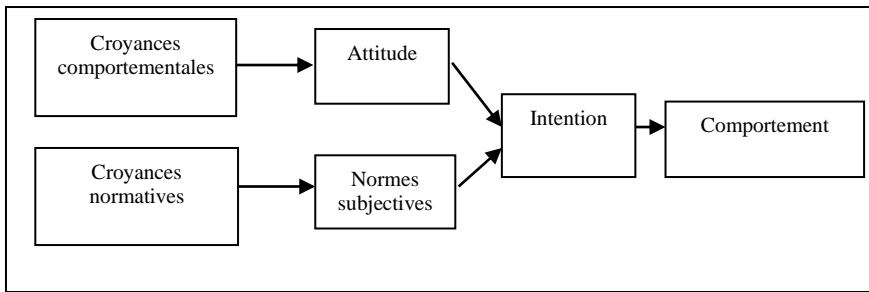 Croyances
comportementales
Attitude
Intention
Comportement
Croyances
normatives
Normes
subjectives